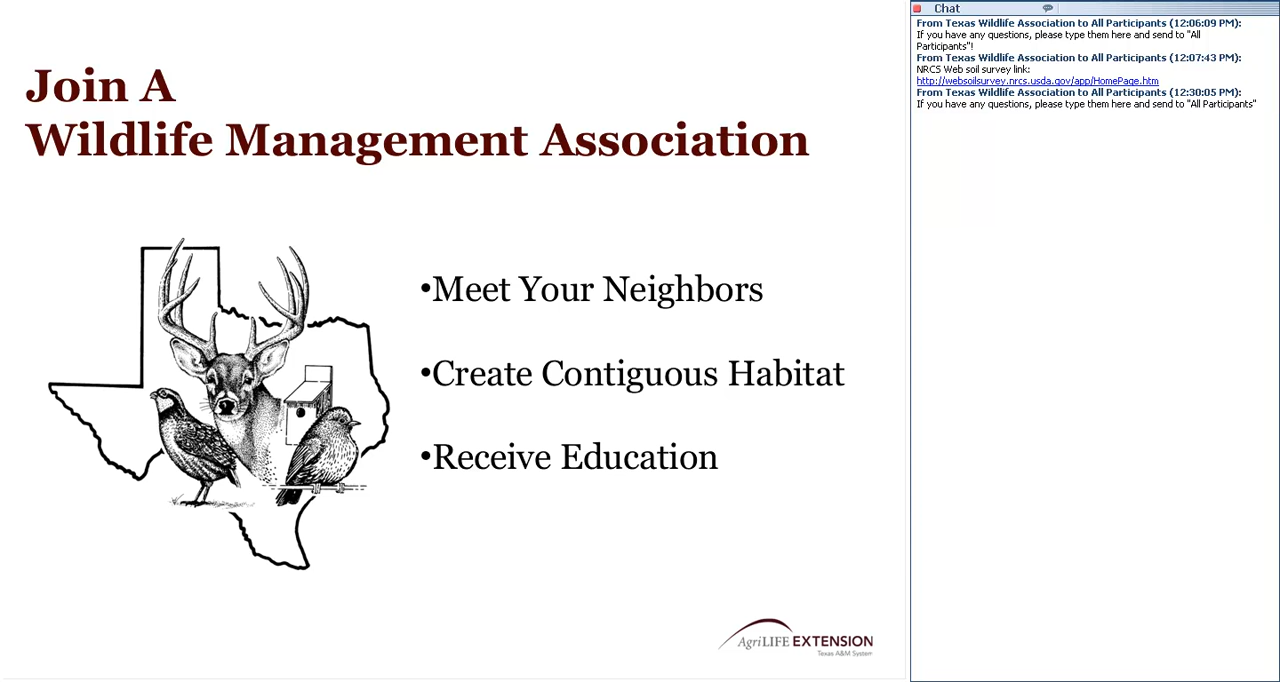 Join A
Wildlife Management Association
•Meet Your Neighbors
•Create Contiguous Habitat
•Receive Education
AgriLIFE EXTENSION
Texas A&M System
Chat
From Texas Wildlife Association to All Participants (12:06:09 PM):
If you have any questions, please type them here and send to "All
Participants"!
From Texas Wildlife Association to All Participants (12:07:43 PM):
NRCS Web soil survey link:
http://websoilsurvey.nrcs.usda.gov/app/HomePage.htm
From Texas Wildlife Association to All Participants (12:30:05 PM):
If you have any questions, please type them here and send to "All Participants"